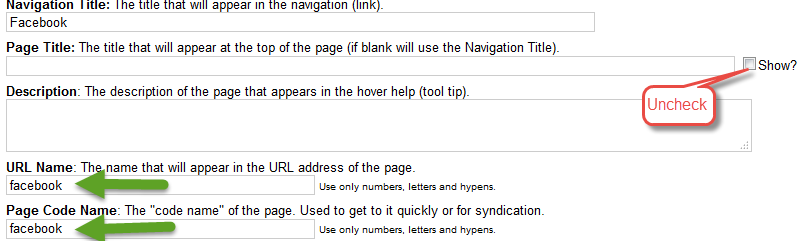 Navigation Title: The title that will appear in the navigation (link).
Facebook
Page Title: The title that will appear at the top of the page (if blank will use the Navigation Title).
Show?
Uncheck
Description: The description of the page that appears in the hover help (tool tip).
URL Name: The name that will appear in the URL address of the page.
facebook Use only numbers, letters and hypens.
Page Code Name: The "code name" of the page. Used to get to it quickly or for syndication.
facebook Use only numbers, letters and hypens.